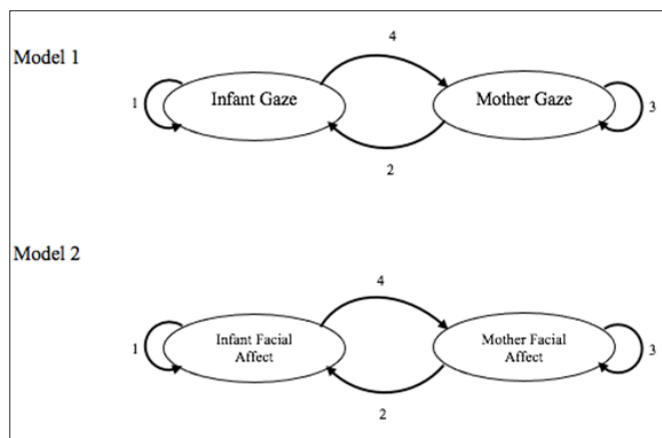 4
Model 1
Infant Gaze
Mother Gaze
1
3
2
Model 2
4
Infant Facial
Affect
Mother Facial
Affect
1
3
2